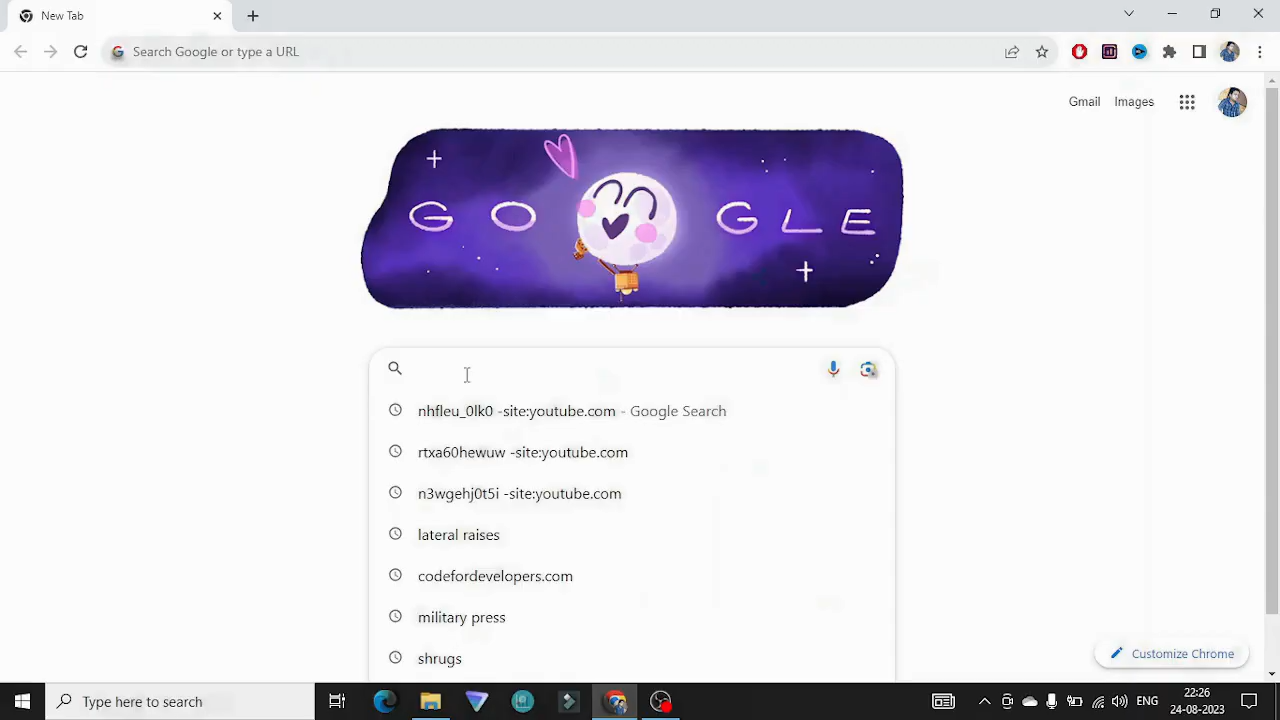 New Tab
Search Google or type a URL
Gmail Images
G O G L E
nhfleu_0lk0 -site:youtube.com - Google Search
rtxa60hewuw -site:youtube.com
n3wgehj0t5i -site:youtube.com
lateral raises
codefordevelopers.com
military press
shrugs
Customize Chrome
Type here to search
ENG
22:26
24-08-2023